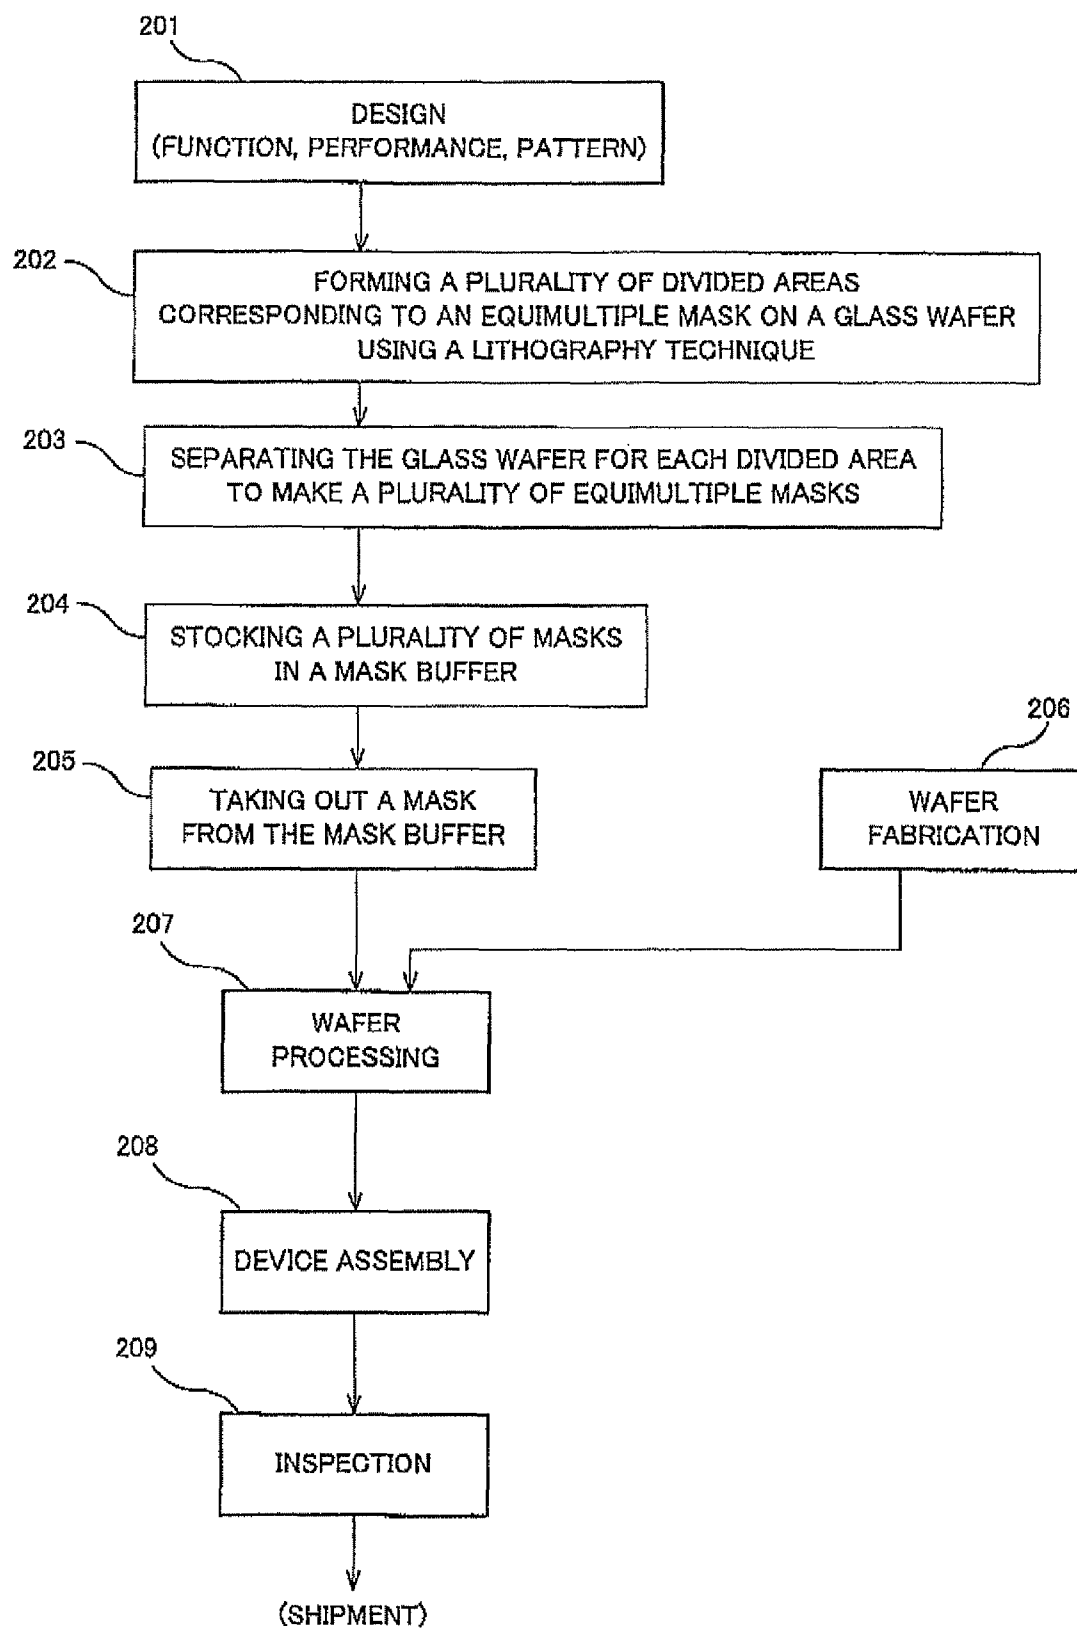 201
DESIGN
(FUNCTION, PERFORMANCE, PATTERN)
202
FORMING A PLURALITY OF DIVIDED AREAS
CORRESPONDING TO AN EQUIMULTIPLE MASK ON A GLASS WAFER
USING A LITHOGRAPHY TECHNIQUE
203
SEPARATING THE GLASS WAFER FOR EACH DIVIDED AREA
TO MAKE A PLURALITY OF EQUIMULTIPLE MASKS
204
STOCKING A PLURALITY OF MASKS
IN A MASK BUFFER
205
TAKING OUT A MASK
FROM THE MASK BUFFER
206
WAFER
FABRICATION
207
WAFER
PROCESSING
208
DEVICE ASSEMBLY
209
INSPECTION
(SHIPMENT)